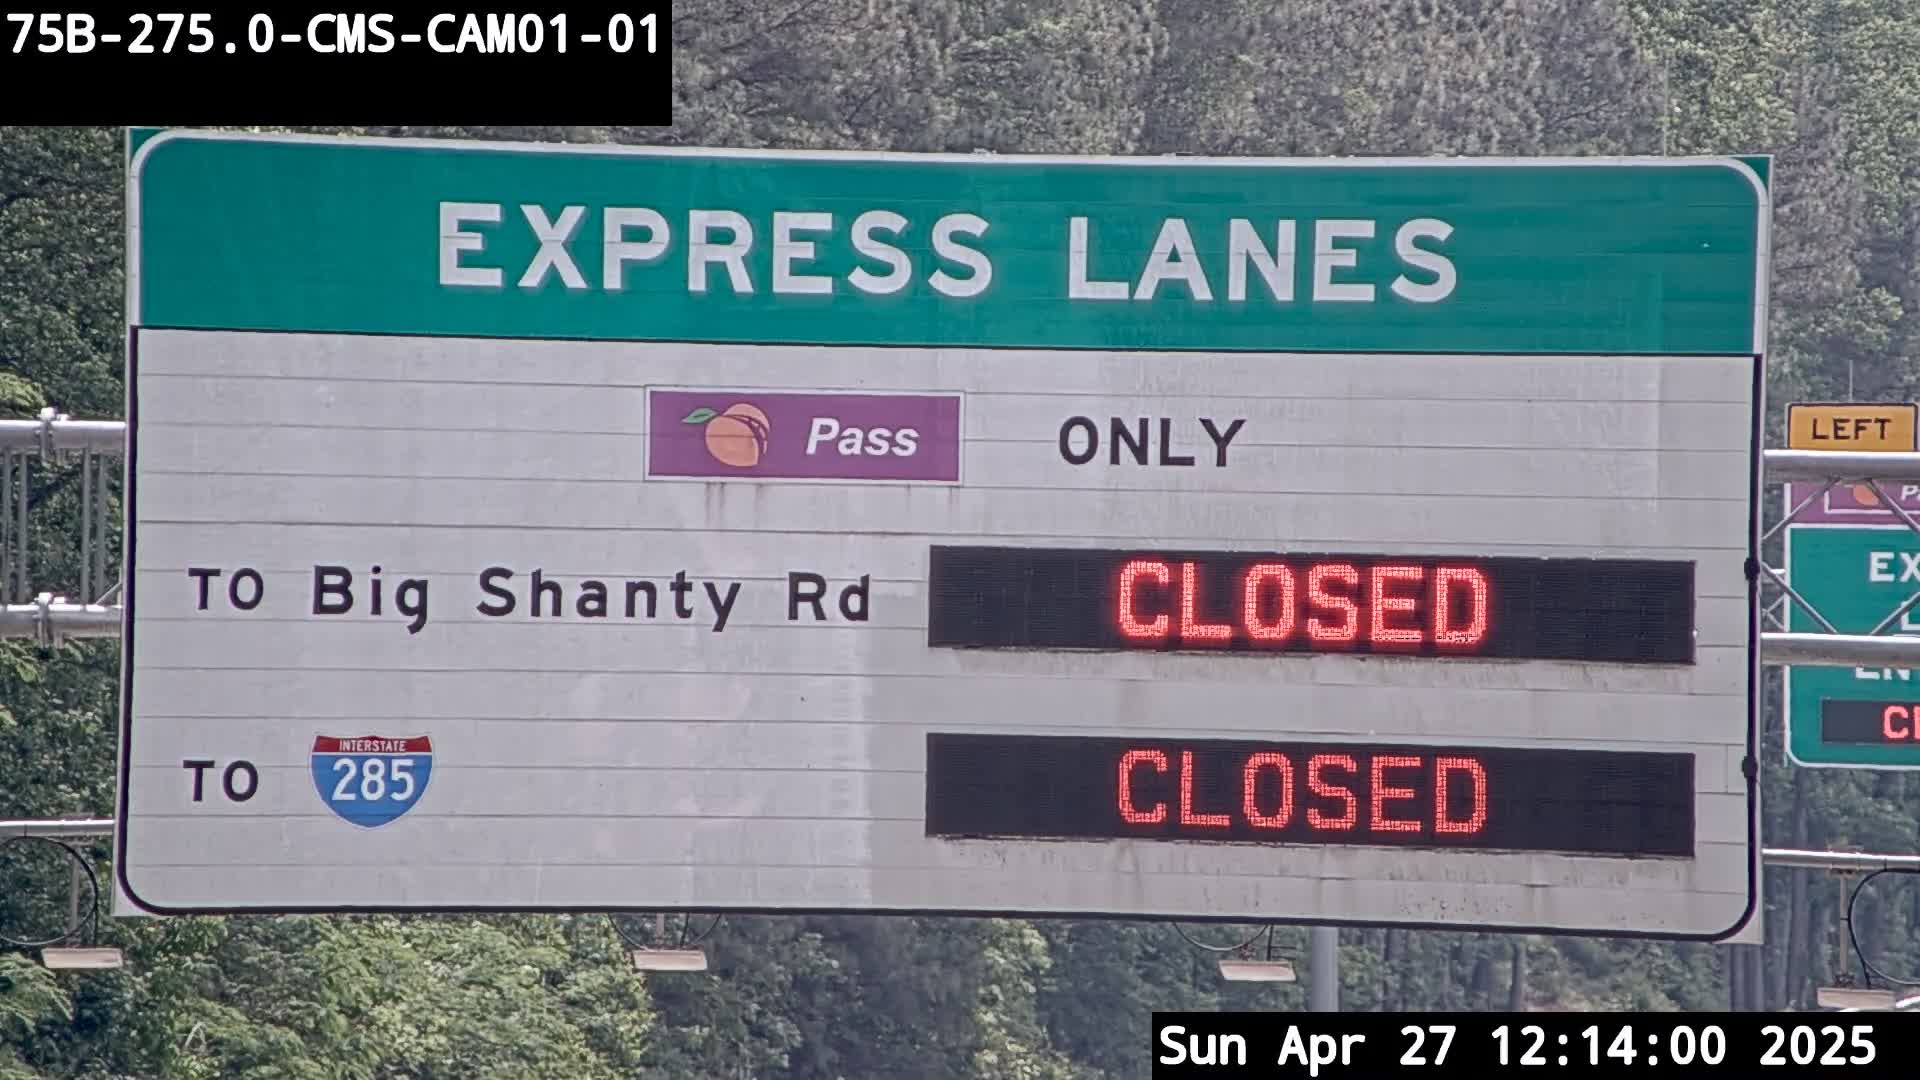 75B-275.0-CMS-CAM01-01
EXPRESS LANES
Pass ONLY
LEFT
TO Big Shanty Rd CLOSED
TO INTERSTATE 285 CLOSED
Sun Apr 27 12:14:00 2025